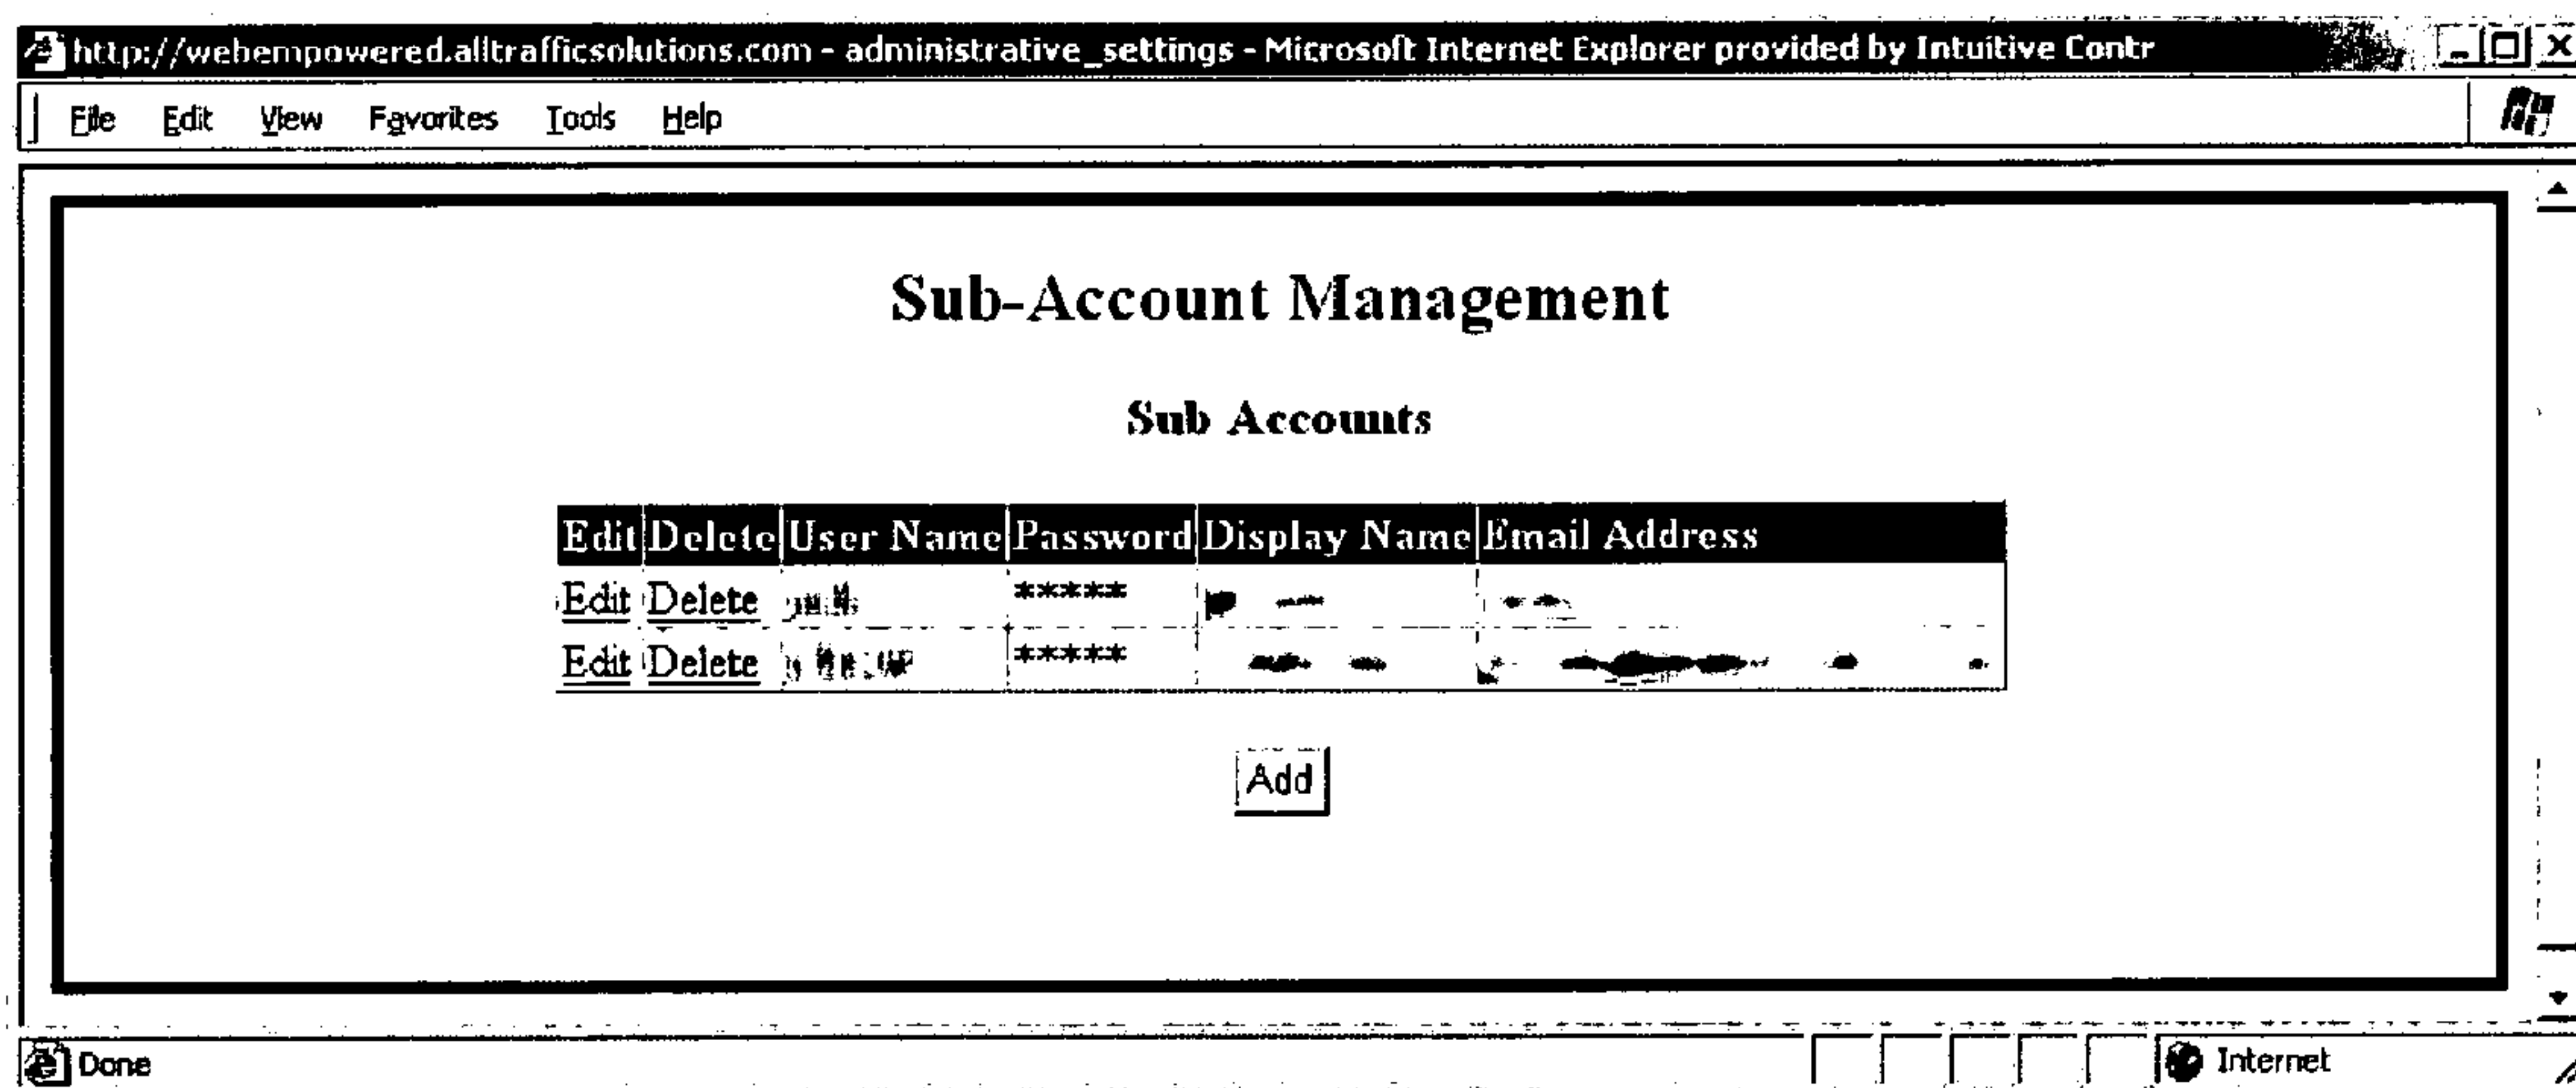 http://webempowered.alltrafficsolutions.com - administrative_settings - Microsoft Internet Explorer provided by Intuitive Contr
File Edit View Favorites Tools Help
Sub-Account Management
Sub Accounts
Edit Delete User Name Password Display Name Email Address
Edit Delete *****
Edit Delete *****
Add
Done Internet